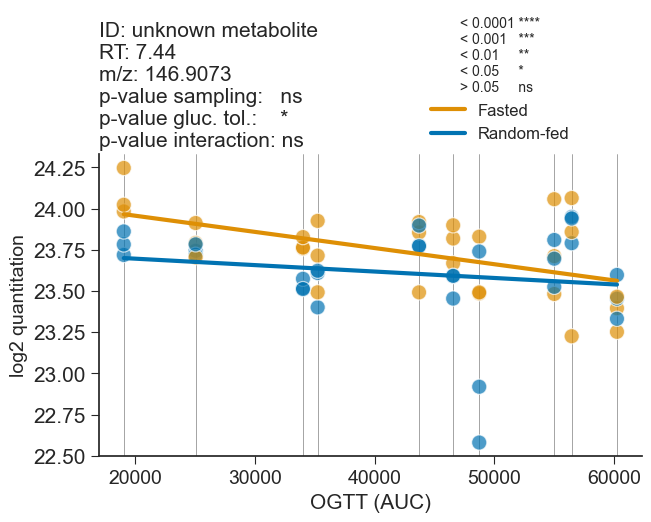 ID: unknown metabolite
RT: 7.44
m/z: 146.9073
p-value sampling: ns
p-value gluc. tol.: *
p-value interaction: ns
< 0.0001 ****
< 0.001 ***
< 0.01 **
< 0.05 *
> 0.05 ns
Fasted
Random-fed
log2 quantitation
24.25
24.00
23.75
23.50
23.25
23.00
22.75
22.50
20000 30000 40000 50000 60000
OGTT (AUC)